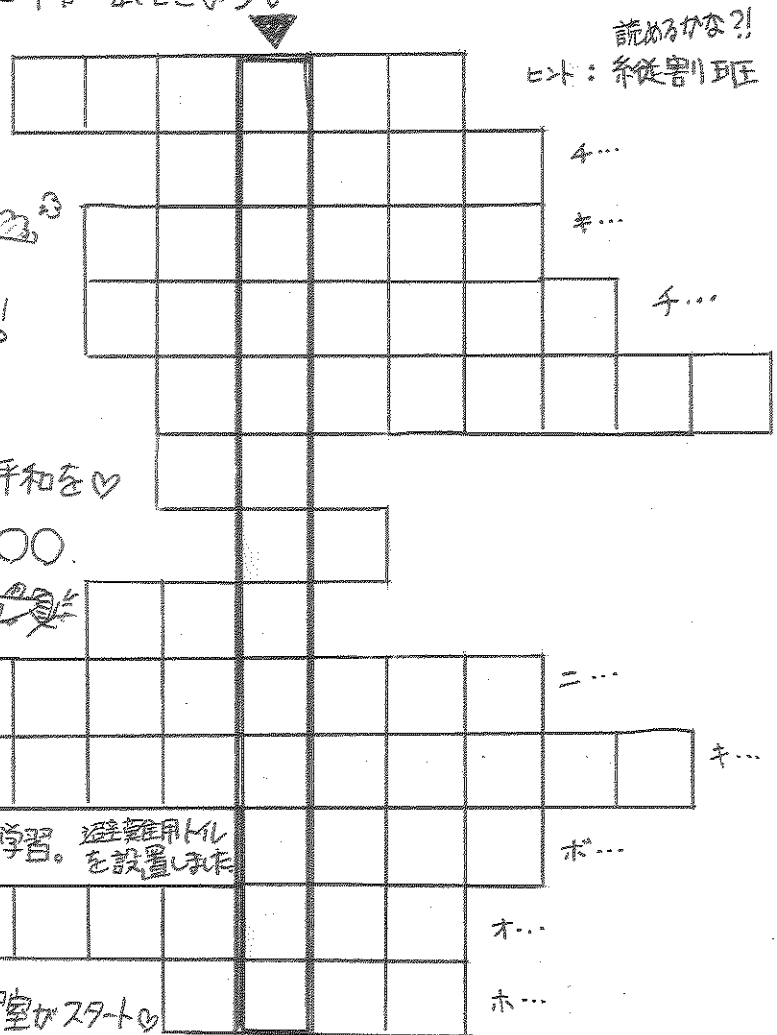 読めるかな?!
ヒント：縦割り班
チ…
キ…
チ…
平和を♡
〇〇
ニ…
キ…
学習。避難用トイレ
を設置しました
ボ…
オ…
室がスタート♡
ホ…